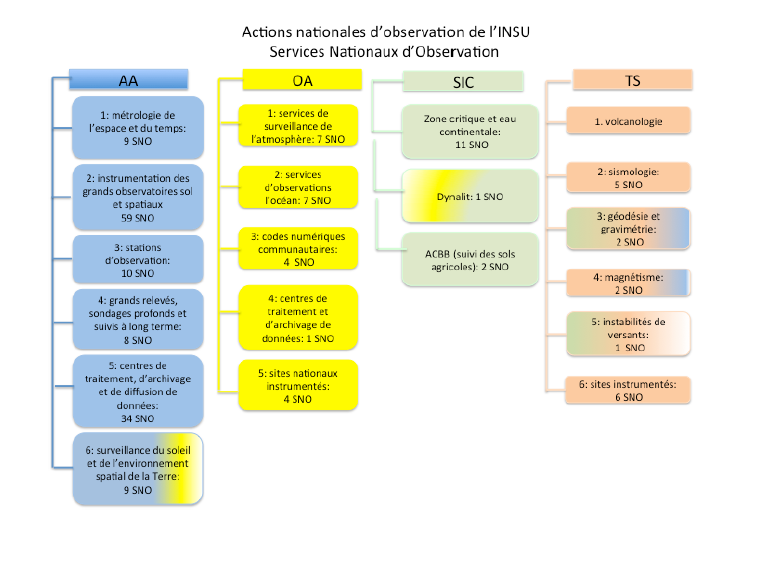 Actions nationales d'observation de l'INSU
Services Nationaux d'Observation
AA
1: métrologie de
l'espace et du temps:
9 SNO
2: instrumentation des
grands observatoires sol
et spatiaux
59 SNO
3: stations
d'observation:
10 SNO
4: grands relevés,
sondages profonds et
suivis à long terme:
8 SNO
5: centres de
traitement, d'archivage
et de diffusion de
données:
34 SNO
6: surveillance du soleil
et de l'environnement
spatial de la Terre:
9 SNO
OA
1: services de
surveillance de
l'atmosphère: 7 SNO
2: services
d'observations
l'océan: 7 SNO
3: codes numériques
communautaires:
4 SNO
4: centres de
traitement et
d'archivage de
données: 1 SNO
5: sites nationaux
instrumentés:
4 SNO
SIC
Zone critique et eau
continentale:
11 SNO
Dynalit: 1 SNO
ACBB (suivi des sols
agricoles): 2 SNO
TS
1. volcanologie
2: sismologie:
5 SNO
3: géodésie et
gravimétrie:
2 SNO
4: magnétisme:
2 SNO
5: instabilités de
versants:
1 SNO
6: sites instrumentés:
6 SNO